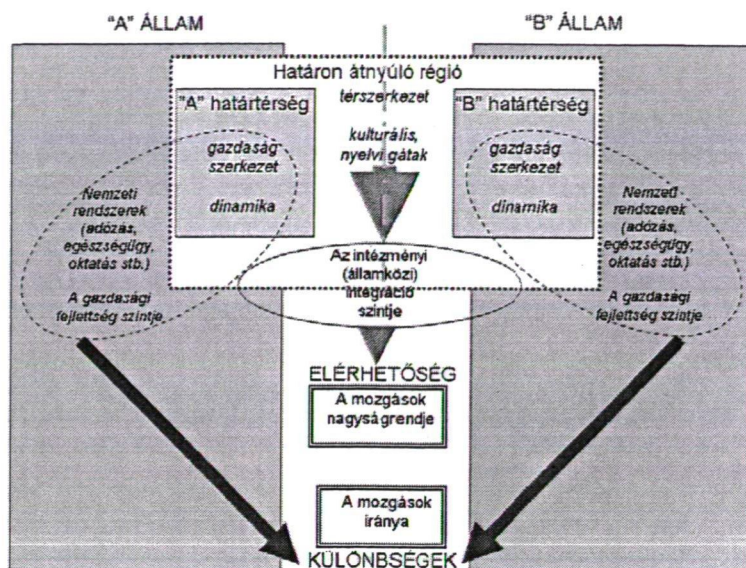 "A" ÁLLAM
"B" ÁLLAM
Határon átnyúló régió
"A" határtérség
térszerkezet
"B" határtérség
kulturális,
nyelvi gátak
gazdaság
szerkezet
dinamika
gazdaság
szerkezet
dinamika
Nemzeti
rendszerek
(adózás,
egészségügy,
oktatás stb.)
A gazdasági
fejlettség szintje
Az intézményi
(államközi)
integráció
szintje
Nemzeti
rendszerek
(adózás,
egészségügy,
oktatás stb.)
A gazdasági
fejlettség szintje
ELÉRHETŐSÉG
A mozgások
nagyságrendje
A mozgások
iránya
KÜLÖNBSÉGEK